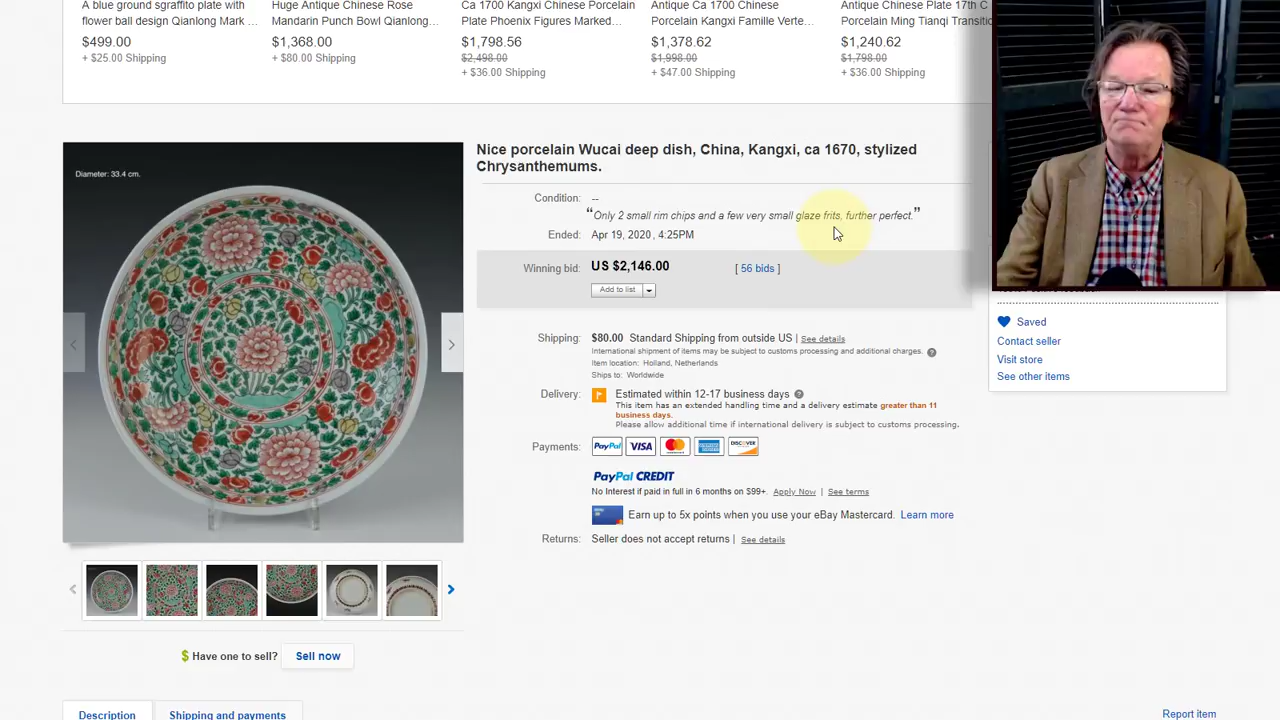 A blue ground sgraffito plate with
flower ball design Qianlong Mark ...
$499.00
+ $25.00 Shipping
Huge Antique Chinese Rose
Mandarin Punch Bowl Qianlong...
$1,368.00
+ $80.00 Shipping
Ca 1700 Kangxi Chinese Porcelain
Plate Phoenix Figures Marked...
$1,798.56
$2,498.00
+ $36.00 Shipping
Antique Ca 1700 Chinese
Porcelain Kangxi Famille Verte...
$1,378.62
$1,998.00
+ $47.00 Shipping
Antique Chinese Plate 17th C
Porcelain Ming Tianqi Transiti
$1,240.62
$1,798.00
+ $36.00 Shipping
Diameter: 33.4 cm.
Nice porcelain Wucai deep dish, China, Kangxi, ca 1670, stylized
Chrysanthemums.
Condition: --
“Only 2 small rim chips and a few very small glaze frits, further perfect.”
Ended: Apr 19, 2020 , 4:25PM
Winning bid: US $2,146.00 [ 56 bids ]
Add to list
Shipping: $80.00 Standard Shipping from outside US | See details
International shipment of items may be subject to customs processing and additional charges. ?
Item location: Holland, Netherlands
Ships to: Worldwide
Delivery: Estimated within 12-17 business days ?
This item has an extended handling time and a delivery estimate greater than 11
business days.
Please allow additional time if international delivery is subject to customs processing.
Payments: PayPal VISA MasterCard DISCOVER
PayPal CREDIT
No Interest if paid in full in 6 months on $99+. Apply Now | See terms
Earn up to 5x points when you use your eBay Mastercard. Learn more
Returns: Seller does not accept returns | See details
Saved
Contact seller
Visit store
See other items
$ Have one to sell? Sell now
Description
Shipping and payments
Report item